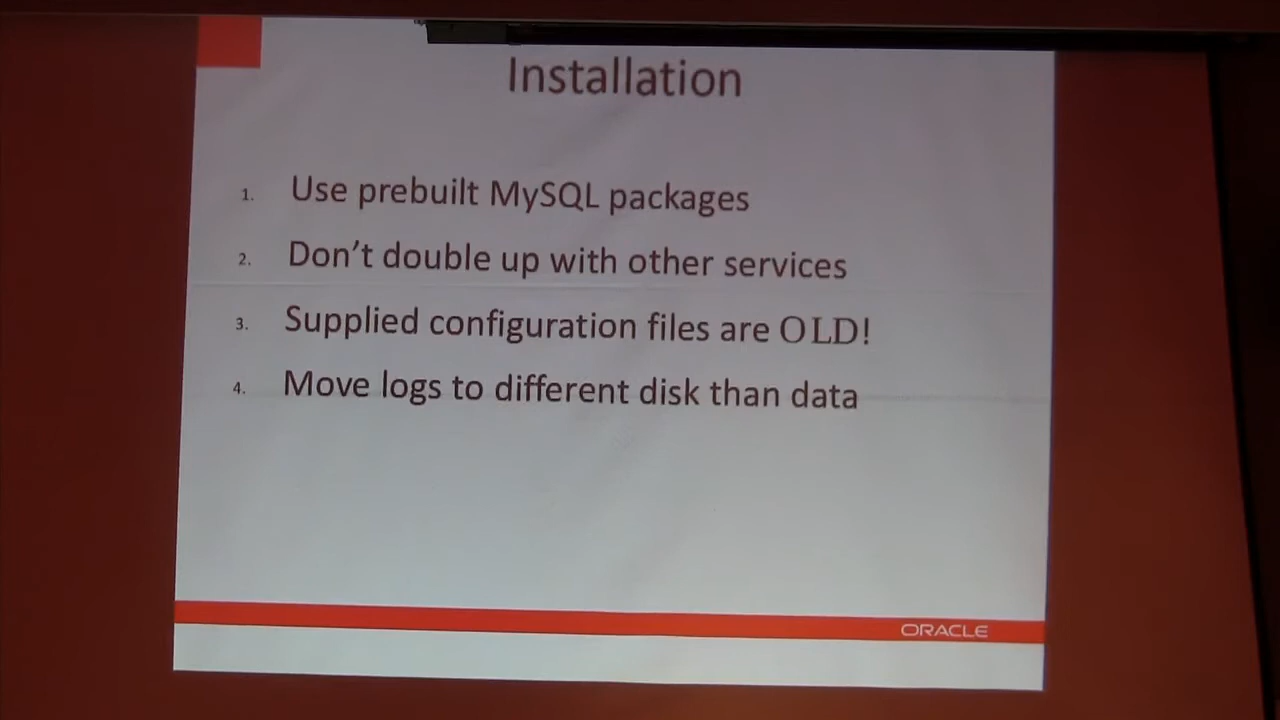 Installation
1. Use prebuilt MySQL packages
2. Don't double up with other services
3. Supplied configuration files are OLD!
4. Move logs to different disk than data
ORACLE